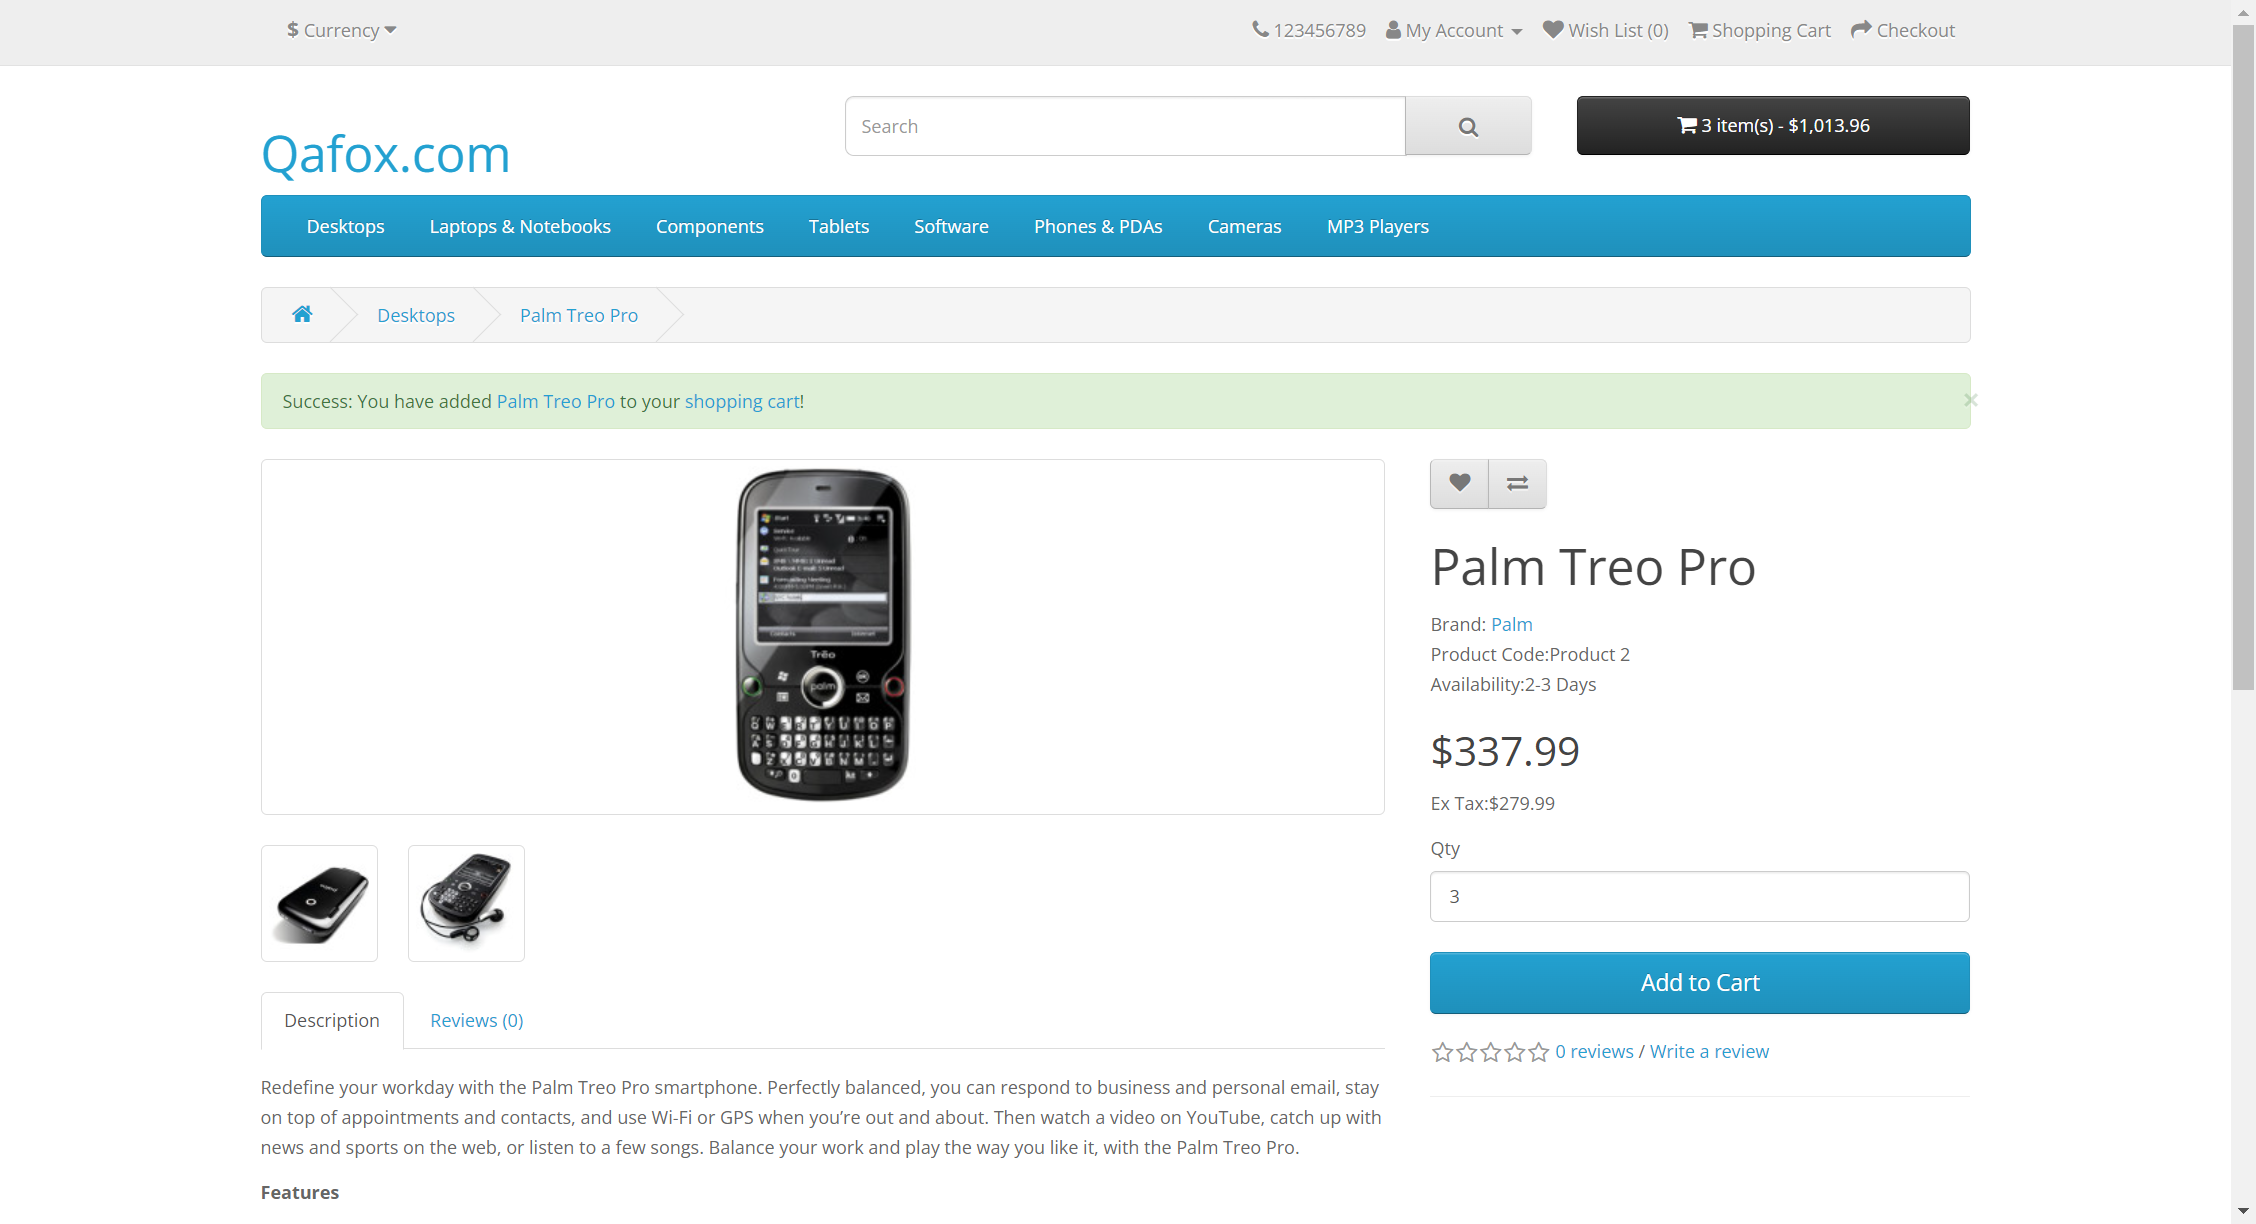 $ Currency
123456789 My Account Wish List (0) Shopping Cart Checkout
Qafox.com
Search
3 item(s) - $1,013.96
Desktops Laptops & Notebooks Components Tablets Software Phones & PDAs Cameras MP3 Players
Desktops Palm Treo Pro
Success: You have added Palm Treo Pro to your shopping cart!
×
Treo
palm
Palm Treo Pro
Brand: Palm
Product Code:Product 2
Availability:2-3 Days
$337.99
Ex Tax:$279.99
Qty
3
Add to Cart
0 reviews / Write a review
Description Reviews (0)
Redefine your workday with the Palm Treo Pro smartphone. Perfectly balanced, you can respond to business and personal email, stay
on top of appointments and contacts, and use Wi-Fi or GPS when you’re out and about. Then watch a video on YouTube, catch up with
news and sports on the web, or listen to a few songs. Balance your work and play the way you like it, with the Palm Treo Pro.
Features